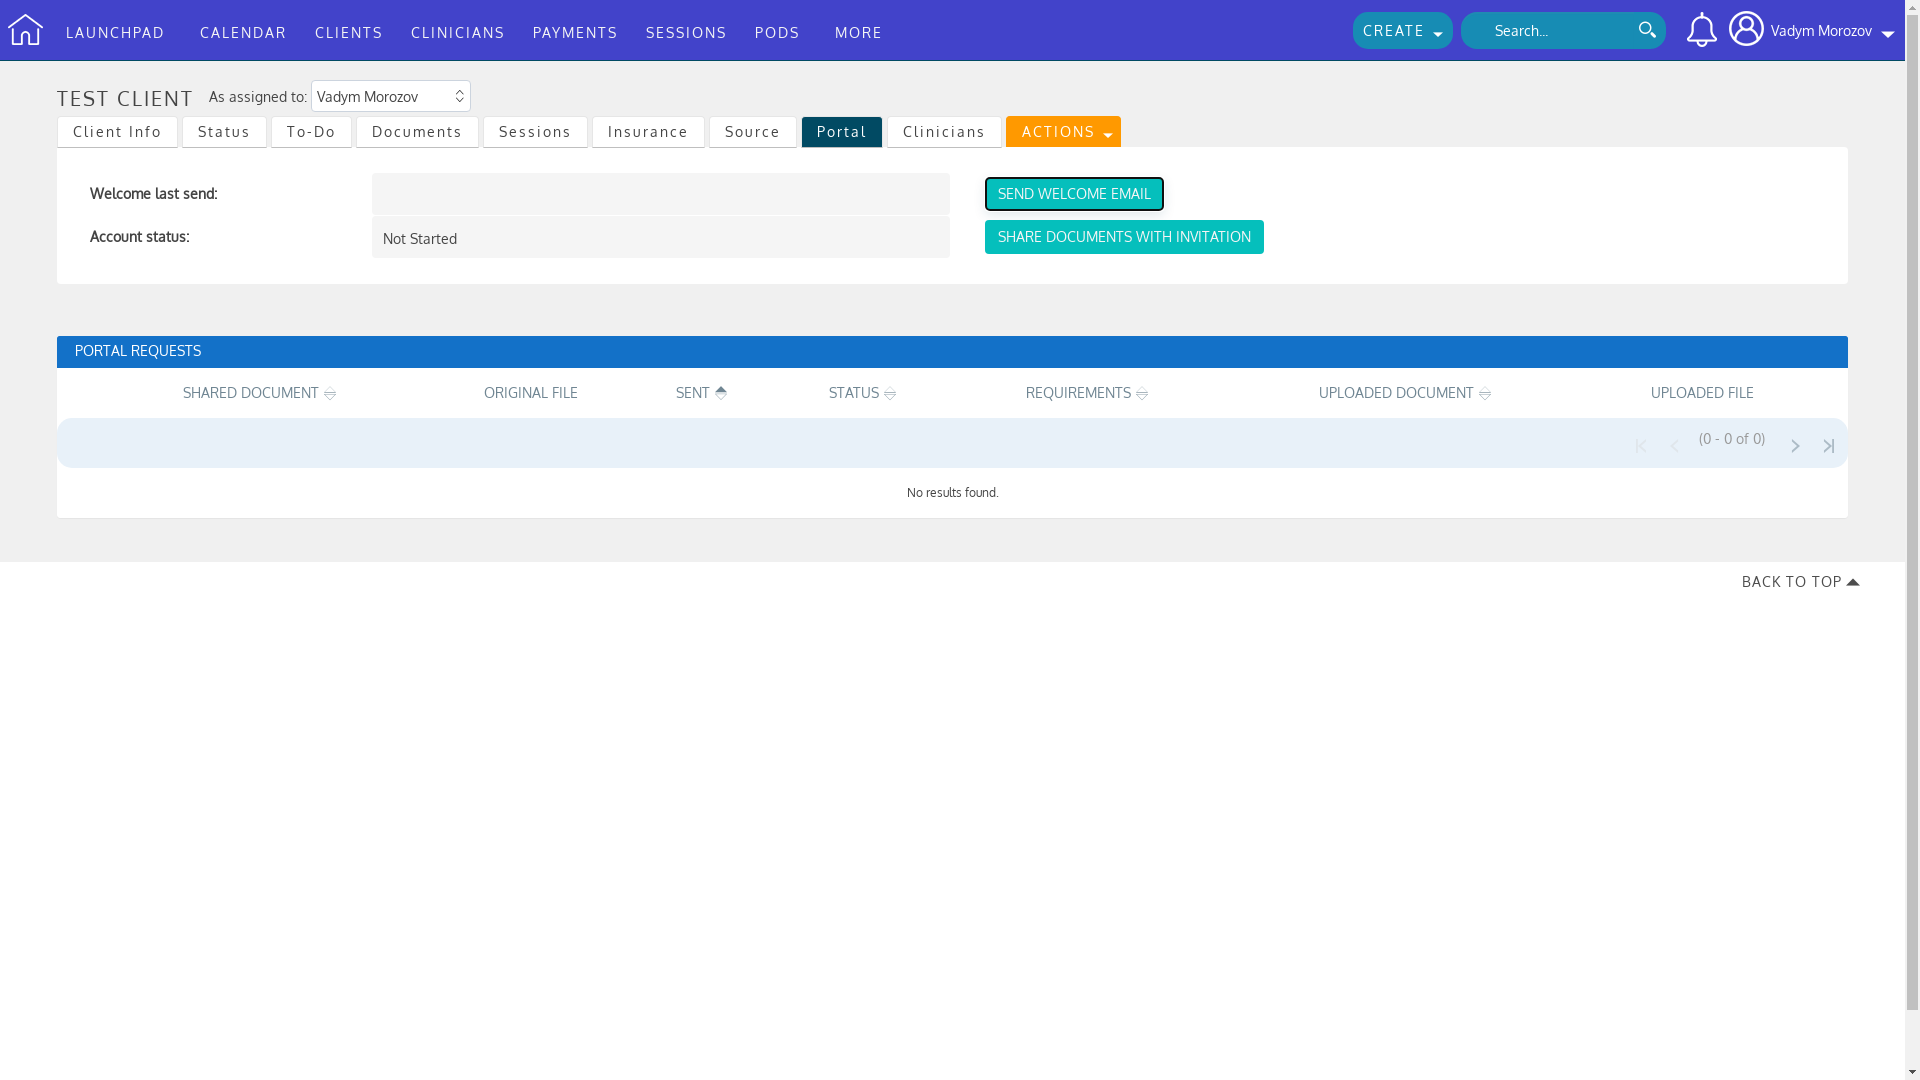 LAUNCHPAD CALENDAR CLIENTS CLINICIANS PAYMENTS SESSIONS PODS MORE CREATE Search... Vadym Morozov
TEST CLIENT As assigned to: Vadym Morozov
Client Info Status To-Do Documents Sessions Insurance Source Portal Clinicians ACTIONS
Welcome last send: SEND WELCOME EMAIL
Account status: Not Started SHARE DOCUMENTS WITH INVITATION
PORTAL REQUESTS
SHARED DOCUMENT ORIGINAL FILE SENT STATUS REQUIREMENTS UPLOADED DOCUMENT UPLOADED FILE
(0 - 0 of 0)
No results found.
BACK TO TOP